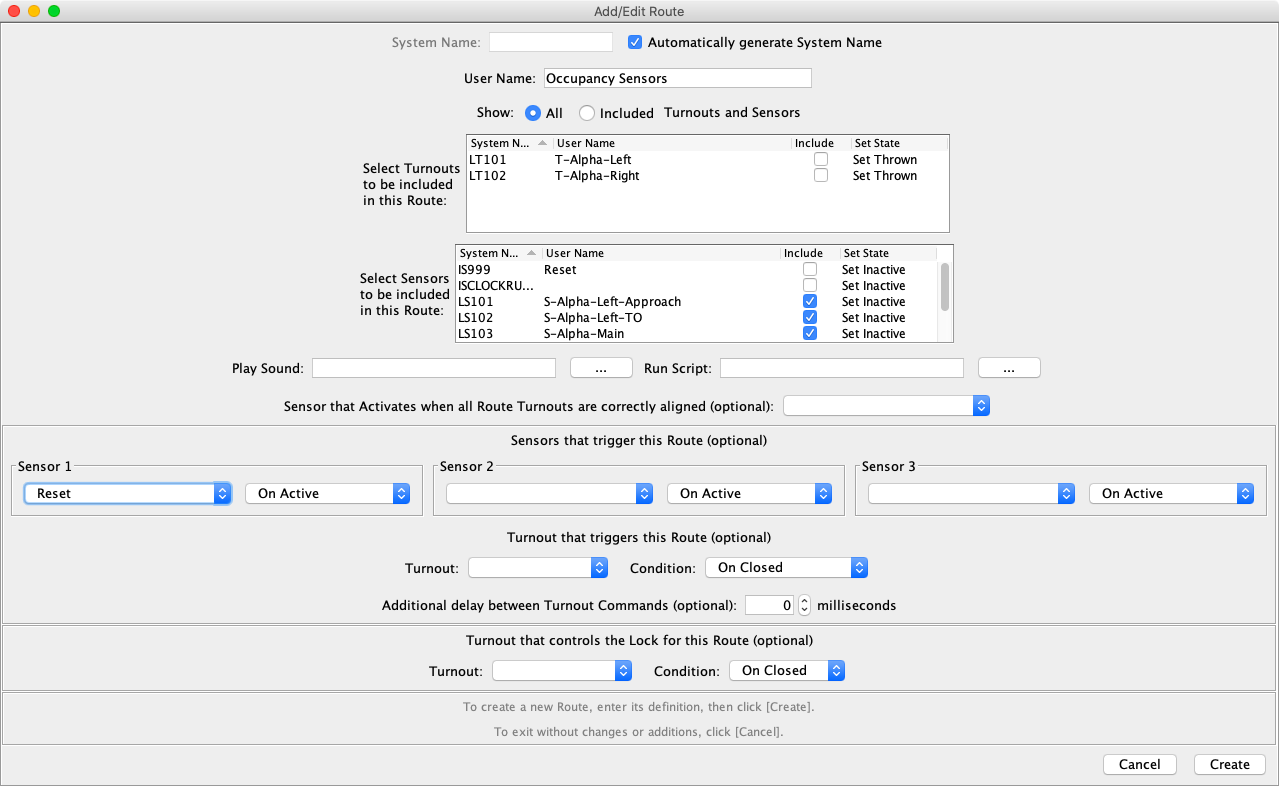 Add/Edit Route
System Name: Automatically generate System Name
User Name: Occupancy Sensors
Show: All Included Turnouts and Sensors
Select Turnouts
to be included
in this Route:
System N... User Name Include Set State
LT101 T-Alpha-Left Set Thrown
LT102 T-Alpha-Right Set Thrown
Select Sensors
to be included
in this Route:
System N... User Name Include Set State
IS999 Reset Set Inactive
ISCLOCKRU... Set Inactive
LS101 S-Alpha-Left-Approach Set Inactive
LS102 S-Alpha-Left-TO Set Inactive
LS103 S-Alpha-Main Set Inactive
Play Sound: ... Run Script: ...
Sensor that Activates when all Route Turnouts are correctly aligned (optional):
Sensors that trigger this Route (optional)
Sensor 1 Sensor 2 Sensor 3
Reset On Active On Active On Active
Turnout that triggers this Route (optional)
Turnout: Condition: On Closed
Additional delay between Turnout Commands (optional): 0 milliseconds
Turnout that controls the Lock for this Route (optional)
Turnout: Condition: On Closed
To create a new Route, enter its definition, then click [Create].
To exit without changes or additions, click [Cancel].
Cancel Create